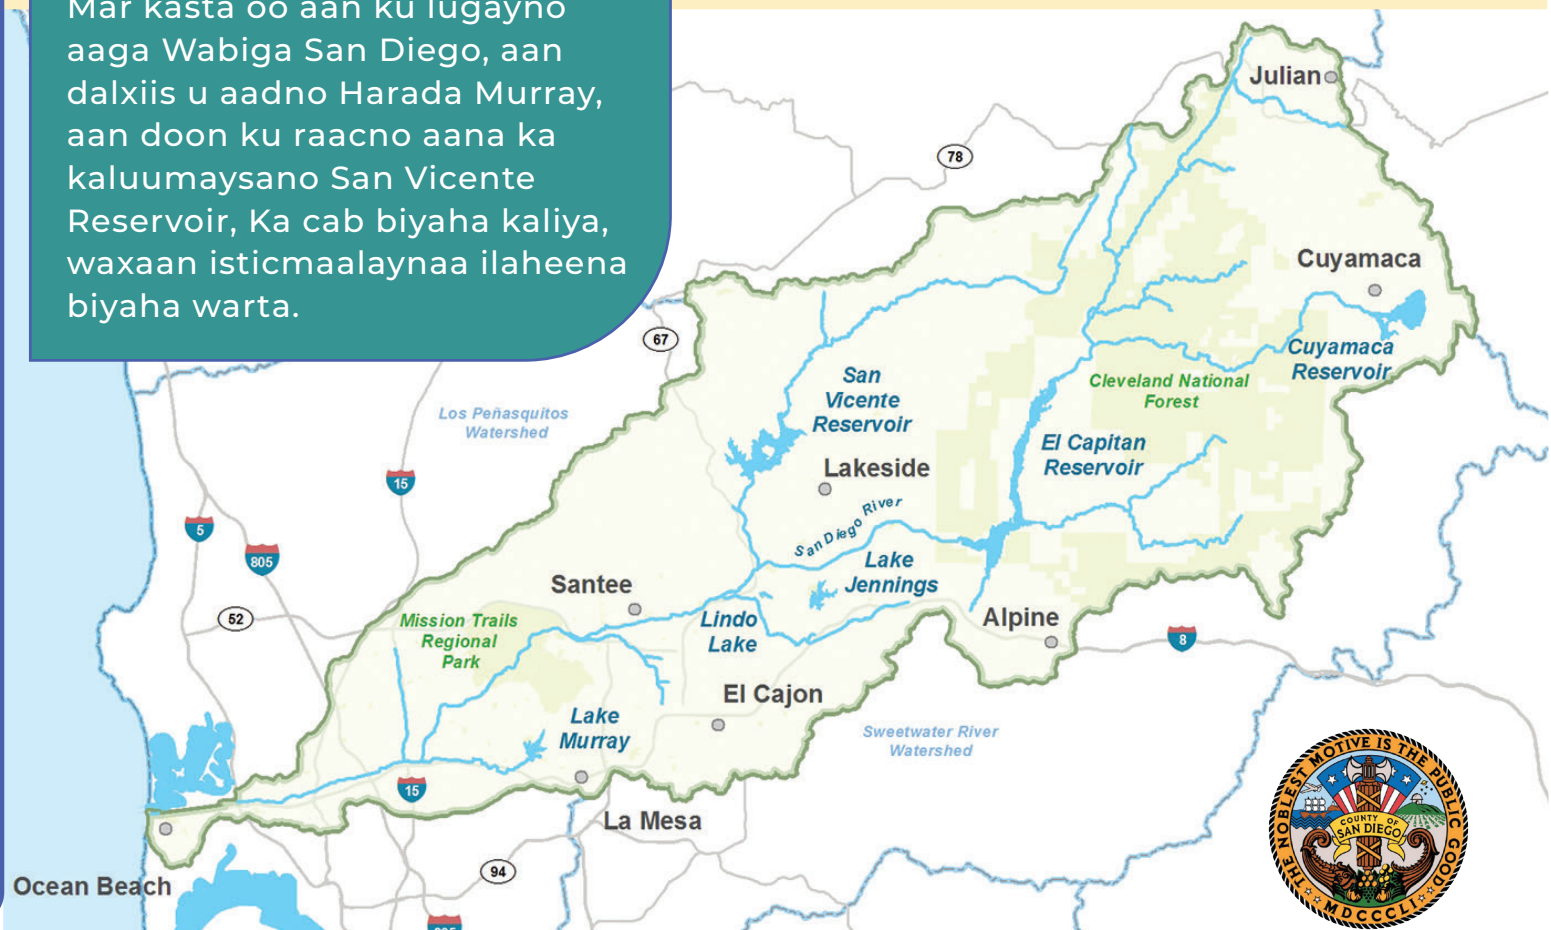 Mar kasta oo aan ku lugayno
aaga Wabiga San Diego, aan
dalxiis u aadno Harada Murray,
aan doon ku raacno aana ka
kaluumaysano San Vicente
Reservoir, Ka cab biyaha kaliya,
waxaan isticmaalaynaa ilaheena
biyaha warta.
Julian
78
Cuyamaca
67
Cuyamaca
Reservoir
San
Vicente
Reservoir
Cleveland National
Forest
Los Peñasquitos
Watershed
El Capitan
Reservoir
Lakeside
15
San Diego River
5
805
Lake
Jennings
Santee
52
Mission Trails
Regional
Park
Lindo
Lake
Alpine
8
El Cajon
Lake
Murray
Sweetwater River
Watershed
15
La Mesa
94
Ocean Beach
THE NOBLEST MOTIVE IS THE PUBLIC GOOD
COUNTY OF
SAN DIEGO
MDCCCLI